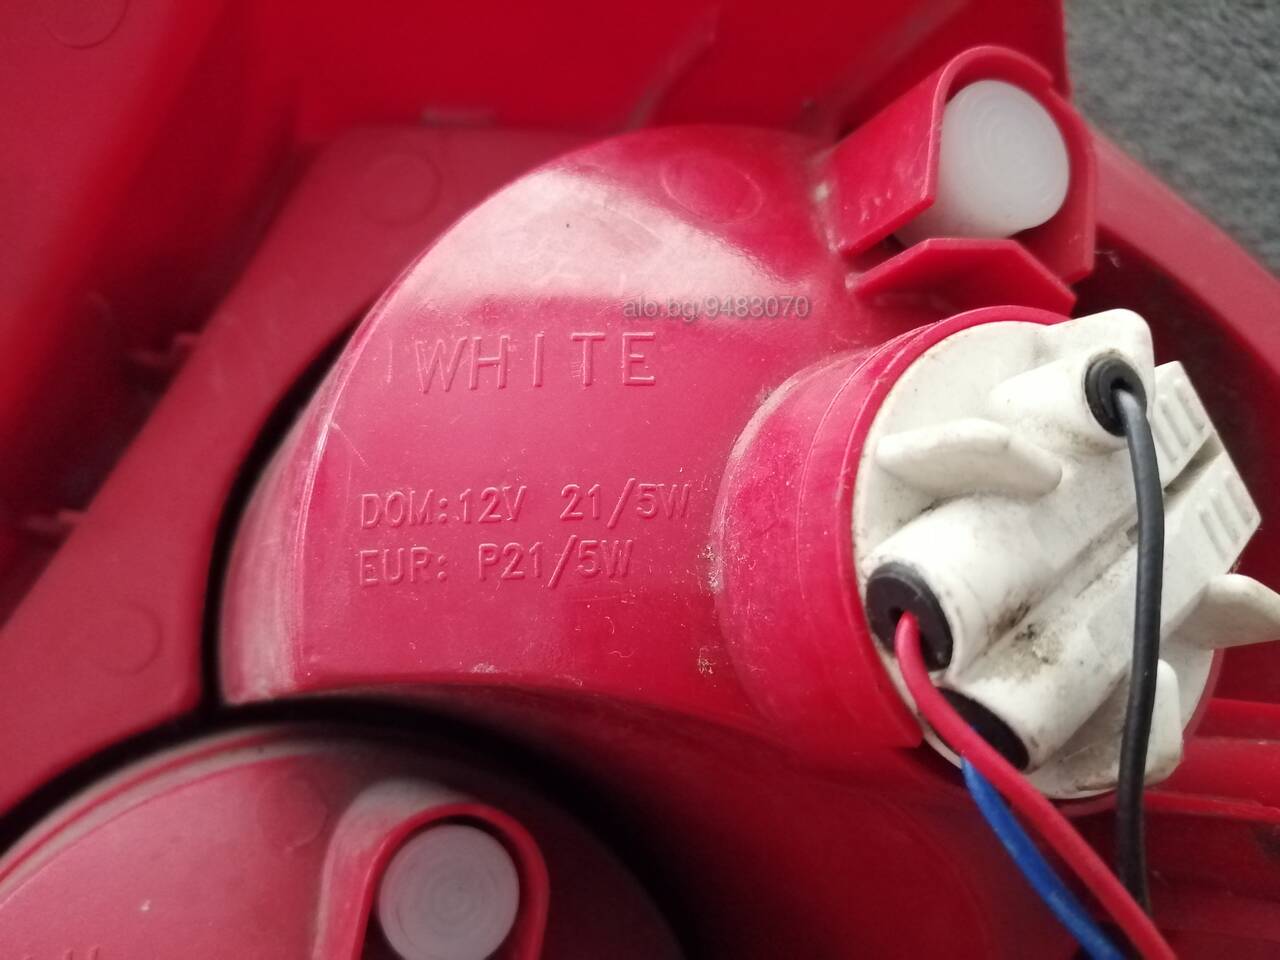 alo.bg/9483070
WHITE
DOM: 12V 21/5W
EUR: P21/5W